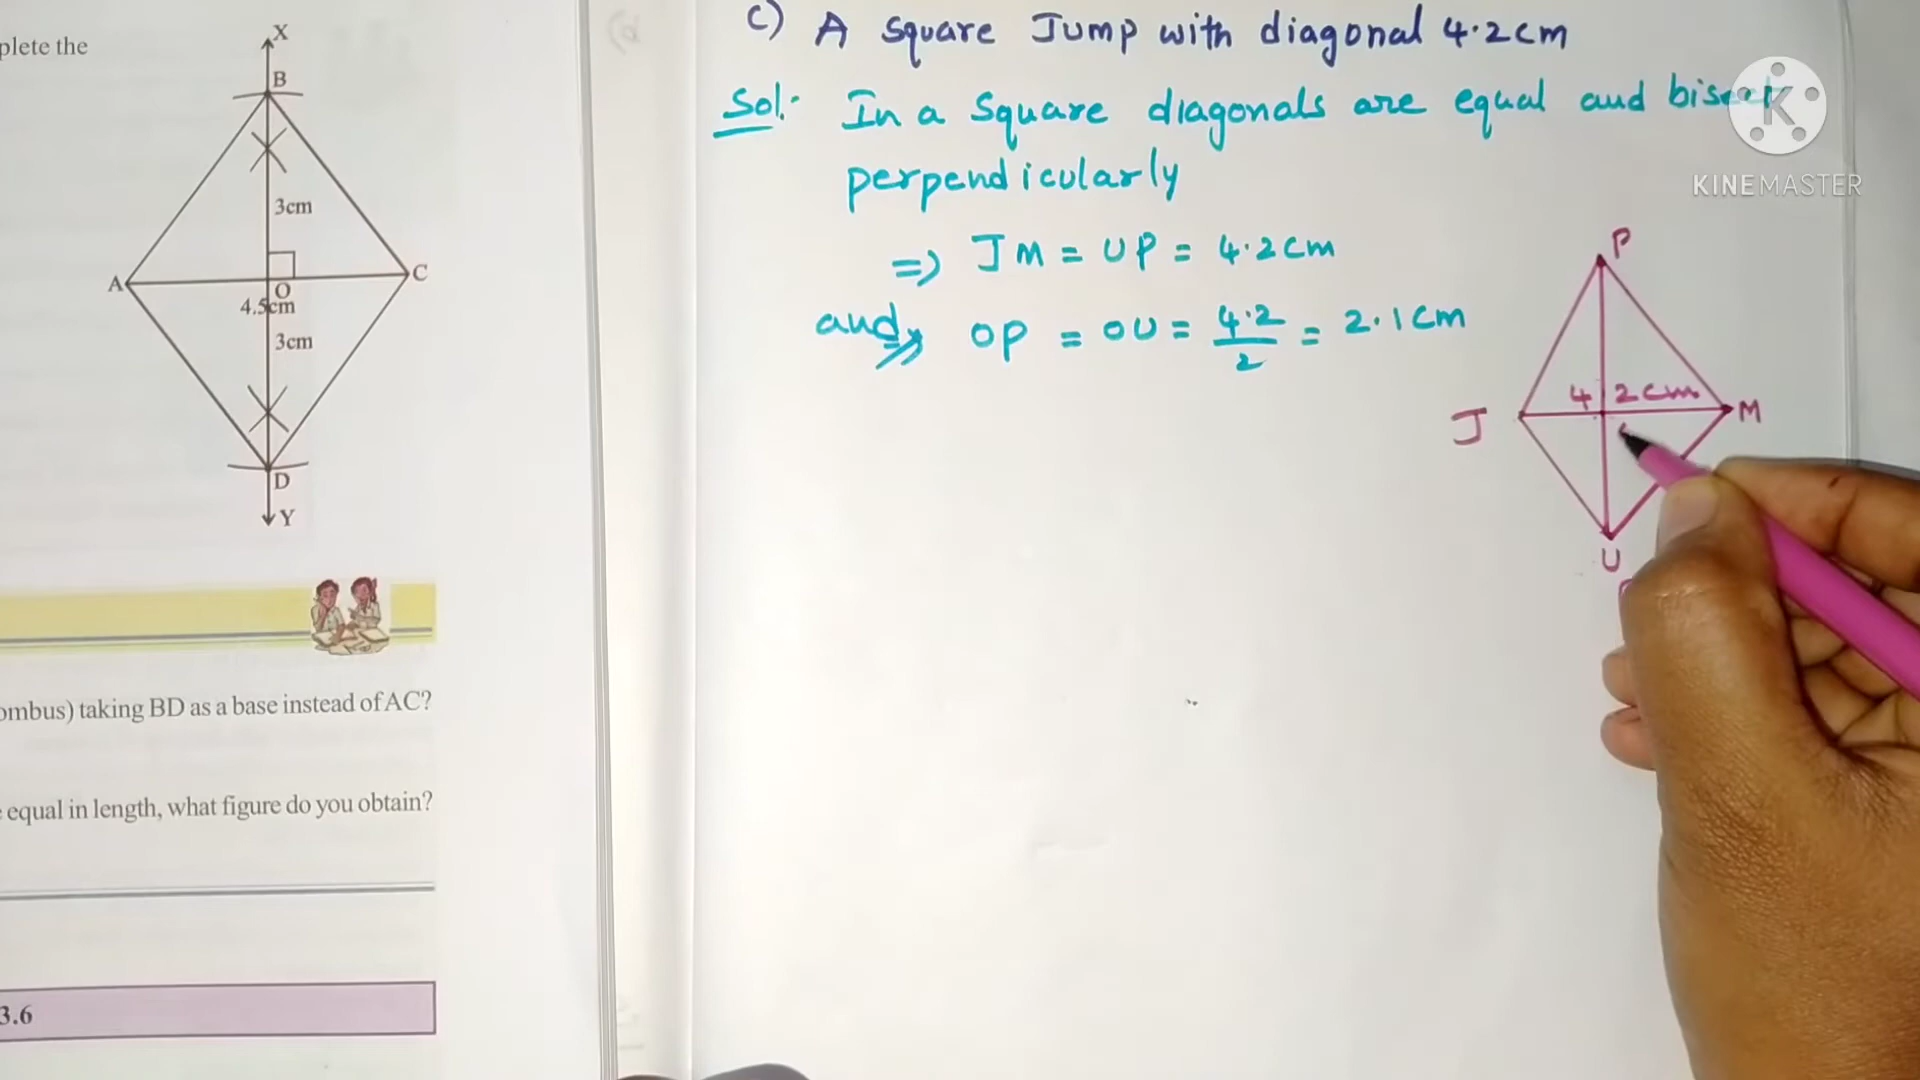 plete the
X
B
3cm
A
C
O
4.5cm
3cm
D
Y
ombus) taking BD as a base instead of AC?
equal in length, what figure do you obtain?
3.6
c) A square Jump with diagonal 4.2cm
Sol: In a square diagonals are equal and bisect
perpendicularly
=> JM = UP = 4.2cm
and => OP = OU = 4.2/2 = 2.1cm
P
4.2cm
J
M
U
K
KINEMASTER